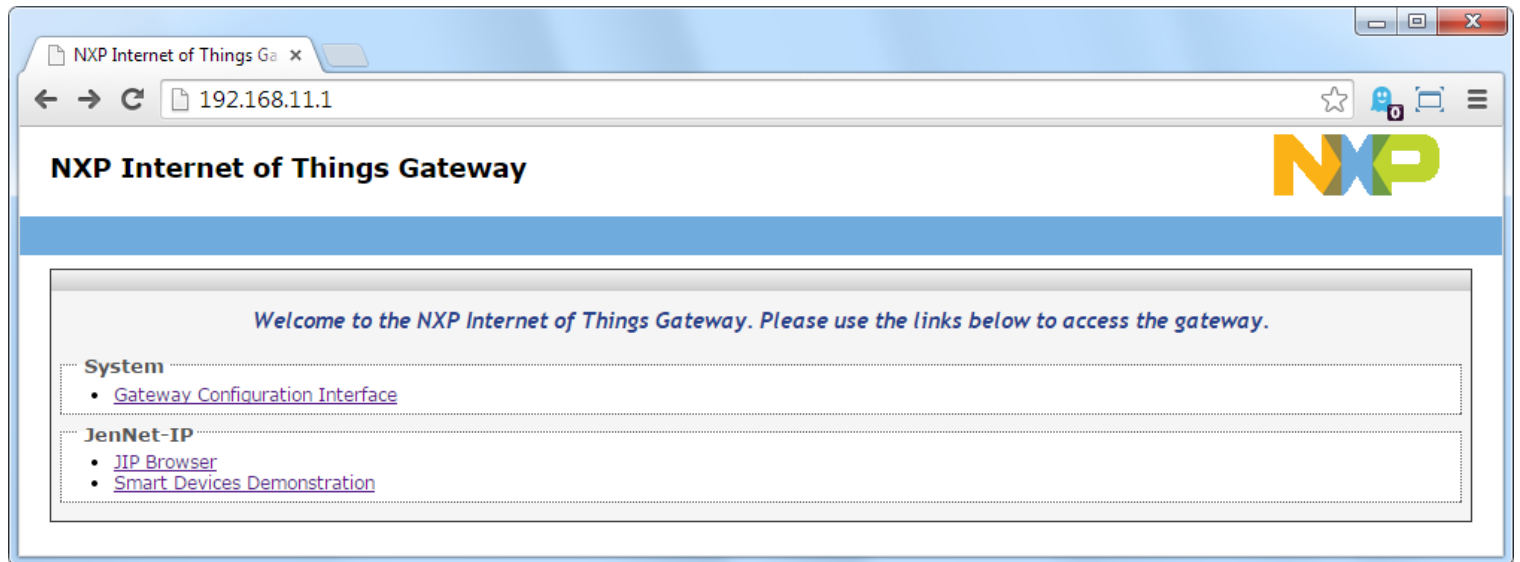 NXP Internet of Things Ga
192.168.11.1
0
NXP Internet of Things Gateway
NXP
Welcome to the NXP Internet of Things Gateway. Please use the links below to access the gateway.
System
Gateway Configuration Interface
JenNet-IP
JIP Browser
Smart Devices Demonstration